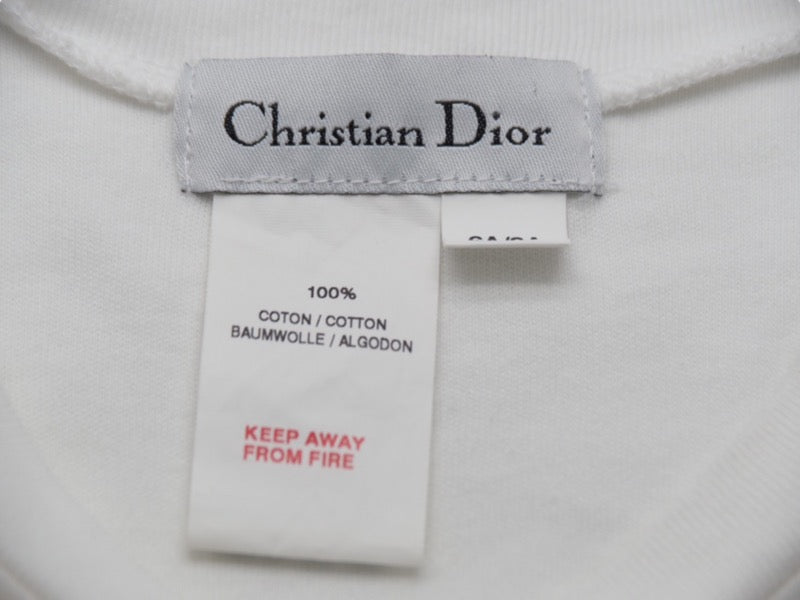 Christian Dior
100%
COTON / COTTON
BAUMWOLLE / ALGODON
KEEP AWAY
FROM FIRE